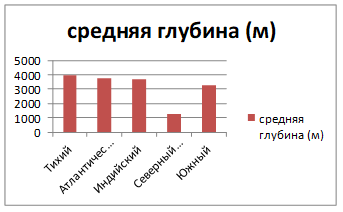 средняя глубина (м)
5000
4000
3000
2000
1000
0
Тихий
Атлантичес...
Индийский
Северный...
Южный
средняя
глубина (м)